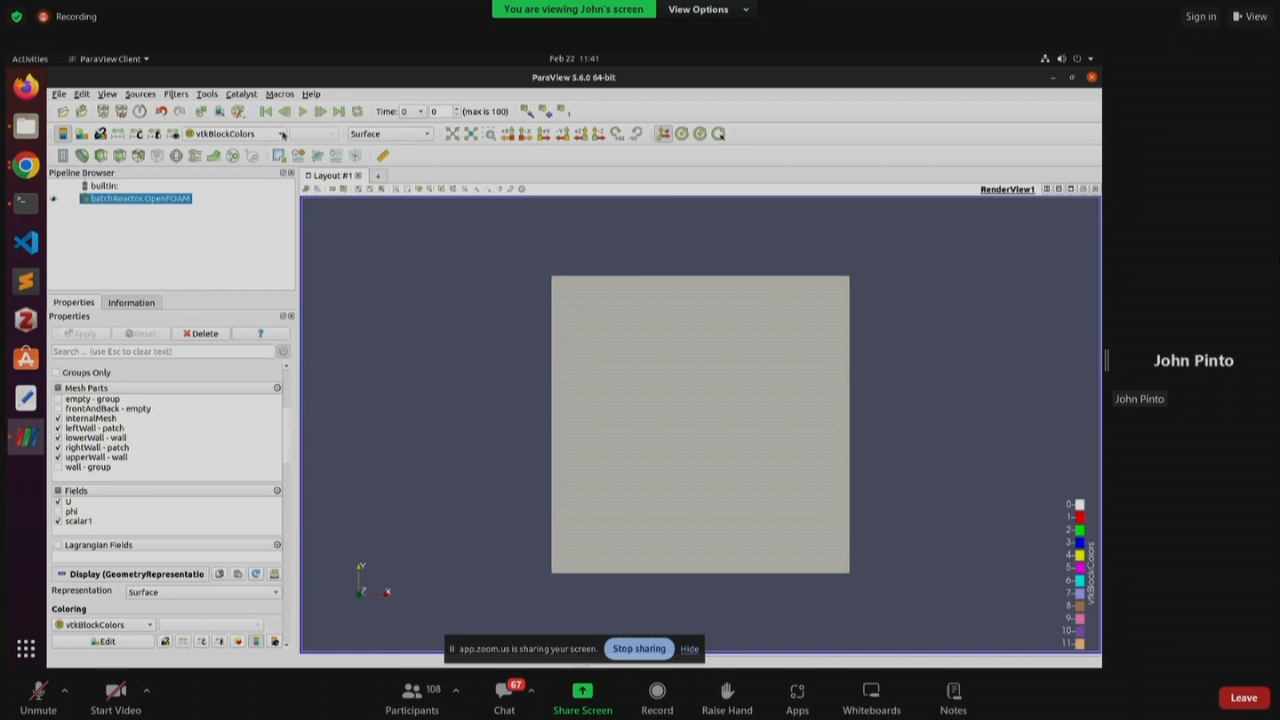 Recording
You are viewing John's screen
View Options
Sign in
View
Activities
ParaView Client
Feb 22 11:41
ParaView 5.6.0 64-bit
File Edit View Sources Filters Tools Catalyst Macros Help
Time: 0 0 (max is 100)
vtkBlockColors
Surface
Pipeline Browser
Layout #1
builtin:
RenderView1
batchReactor.OpenFOAM
Properties Information
Properties
Apply Reset Delete ?
Search ... (use Esc to clear text)
Groups Only
Mesh Parts
empty - group
frontAndBack - empty
internalMesh
leftWall - patch
lowerWall - wall
rightWall - patch
upperWall - wall
wall - group
Fields
U
phi
scalar1
Lagrangian Fields
Display (GeometryRepresentatio
Representation Surface
Coloring
vtkBlockColors
Edit
Y
Z X
0
1
2
3
4
5
6
7
8
9
10
11
vtkBlockColors
John Pinto
John Pinto
app.zoom.us is sharing your screen. Stop sharing Hide
67
108
Unmute
Start Video
Participants
Chat
Share Screen
Record
Raise Hand
Apps
Whiteboards
Notes
Leave